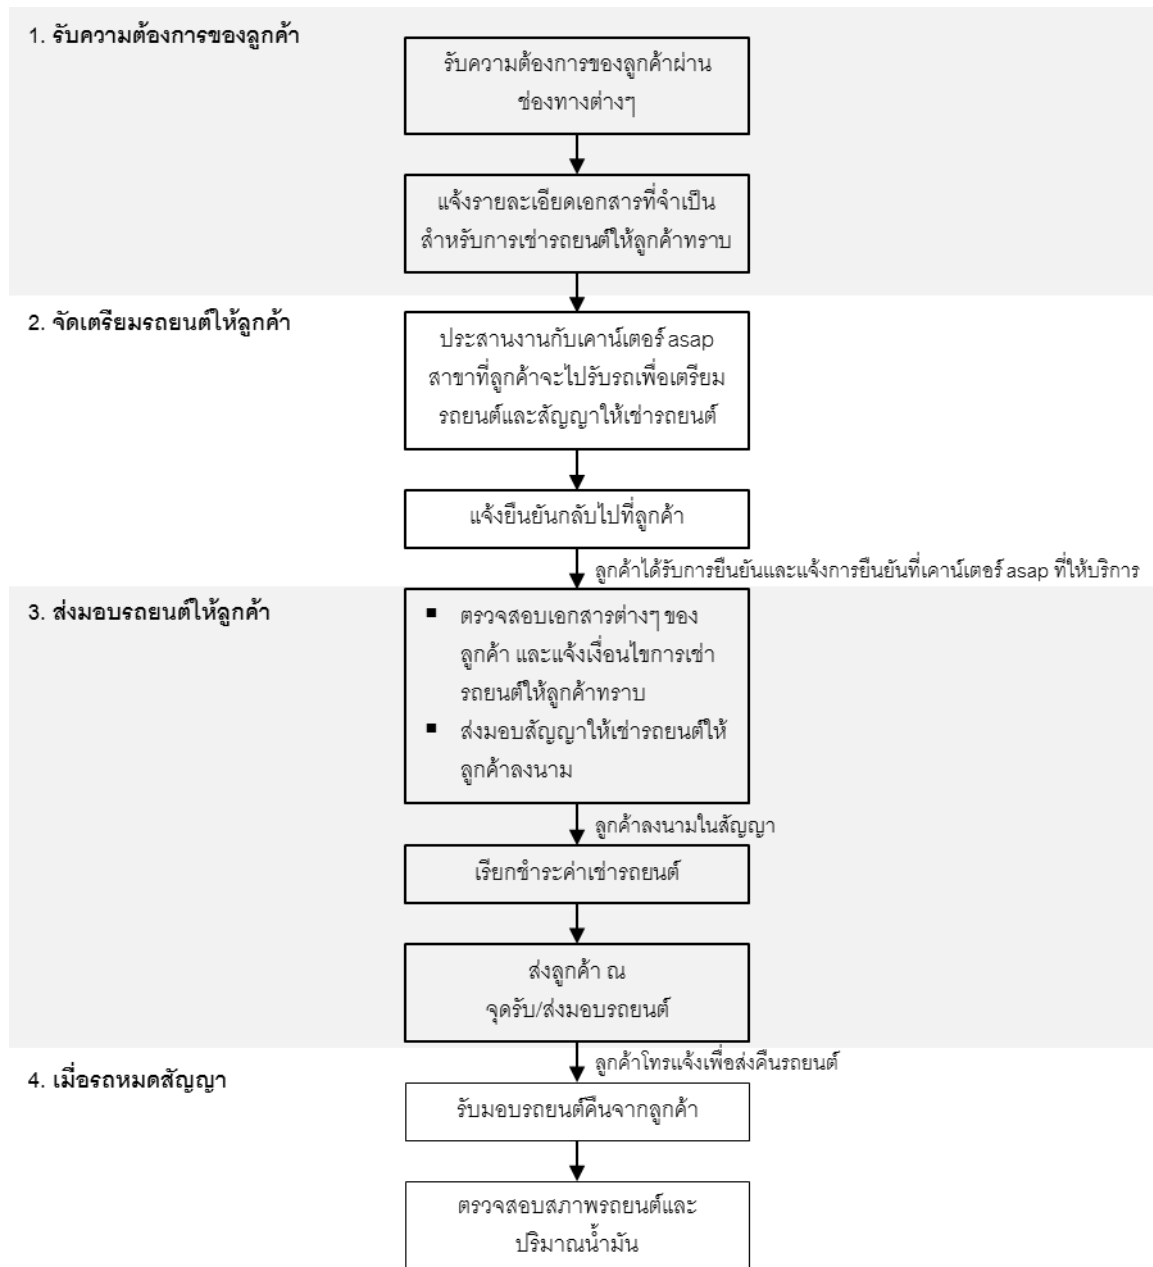 1. รับความต้องการของลูกค้า
รับความต้องการของลูกค้าผ่าน
ช่องทางต่างๆ
แจ้งรายละเอียดเอกสารที่จำเป็น
สำหรับการเช่ารถยนต์ให้ลูกค้าทราบ
2. จัดเตรียมรถยนต์ให้ลูกค้า
ประสานงานกับเคาน์เตอร์ asap
สาขาที่ลูกค้าจะไปรับรถเพื่อเตรียม
รถยนต์และสัญญาให้เช่ารถยนต์
แจ้งยืนยันกลับไปที่ลูกค้า
ลูกค้าได้รับการยืนยันและแจ้งการยืนยันที่เคาน์เตอร์ asap ที่ให้บริการ
3. ส่งมอบรถยนต์ให้ลูกค้า
▪ ตรวจสอบเอกสารต่างๆ ของ
ลูกค้า และแจ้งเงื่อนไขการเช่า
รถยนต์ให้ลูกค้าทราบ
▪ ส่งมอบสัญญาให้เช่ารถยนต์ให้
ลูกค้าลงนาม
ลูกค้าลงนามในสัญญา
เรียกชำระค่าเช่ารถยนต์
ส่งลูกค้า ณ
จุดรับ/ส่งมอบรถยนต์
ลูกค้าโทรแจ้งเพื่อส่งคืนรถยนต์
4. เมื่อรถหมดสัญญา
รับมอบรถยนต์คืนจากลูกค้า
ตรวจสอบสภาพรถยนต์และ
ปริมาณน้ำมัน